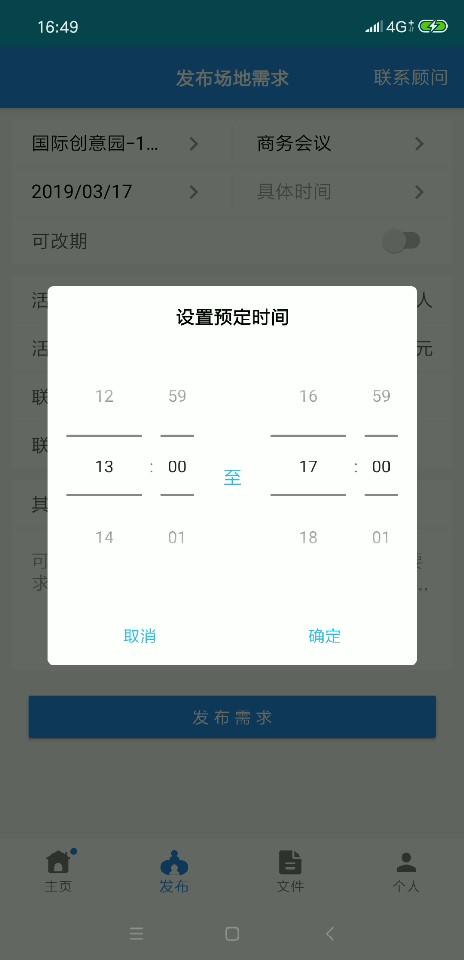 16:49
4G
发布场地需求
联系顾问
国际创意园-1...
商务会议
2019/03/17
具体时间
可改期
活
人
活
元
联
联
其
可
要
求
...
设置预定时间
12 59 16 59
13 : 00 至 17 : 00
14 01 18 01
取消
确定
发布需求
主页
发布
文件
个人